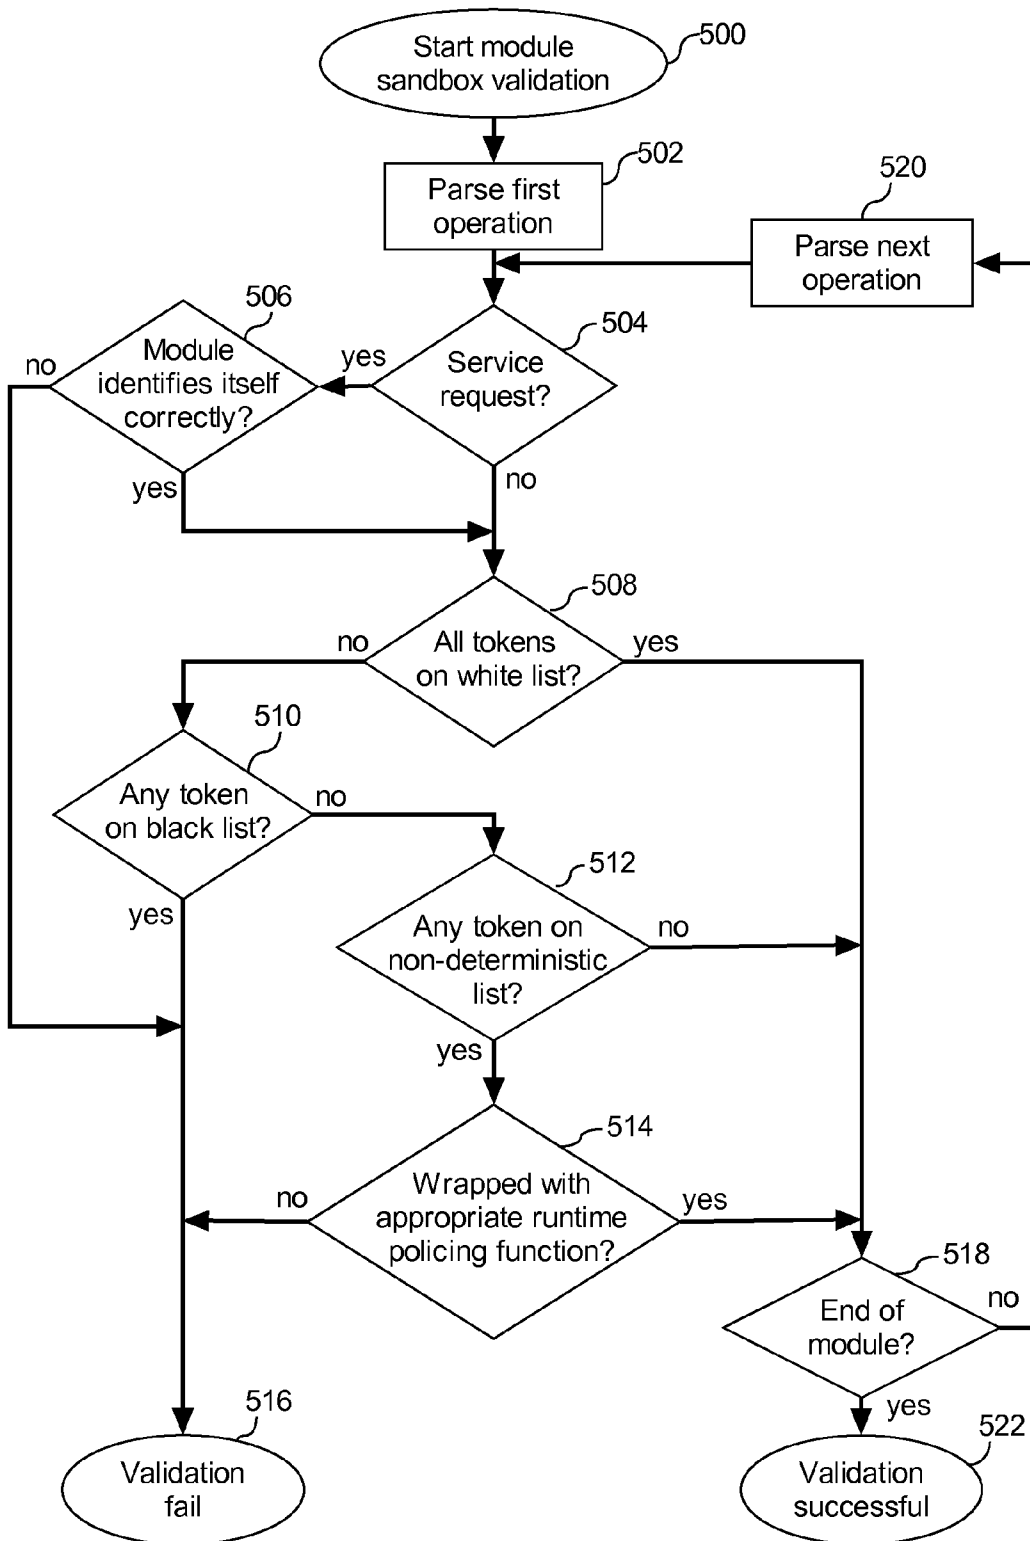 Start module
sandbox validation
500
Parse first
operation
502
Parse next
operation
520
Service
request?
504
yes
no
Module
identifies itself
correctly?
506
no
yes
All tokens
on white list?
508
no
yes
Any token
on black list?
510
no
yes
Any token on
non-deterministic
list?
512
no
yes
Wrapped with
appropriate runtime
policing function?
514
no
yes
End of
module?
518
no
yes
Validation
fail
516
Validation
successful
522